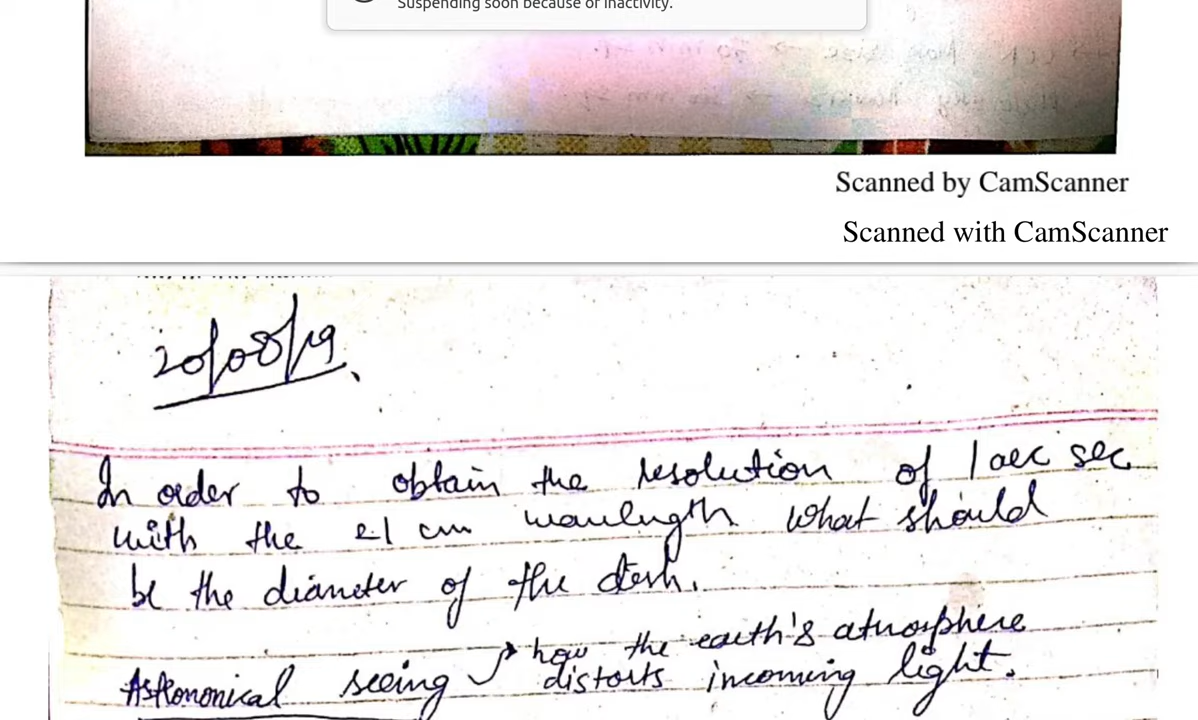 Suspending soon because of inactivity.
Scanned by CamScanner
Scanned with CamScanner
20/08/19
In order to obtain the resolution of 1 arc sec
with the 21 cm wavelength what should
be the diameter of the dish.
Astronomical seeing → how the earth's atmosphere
distorts incoming light.